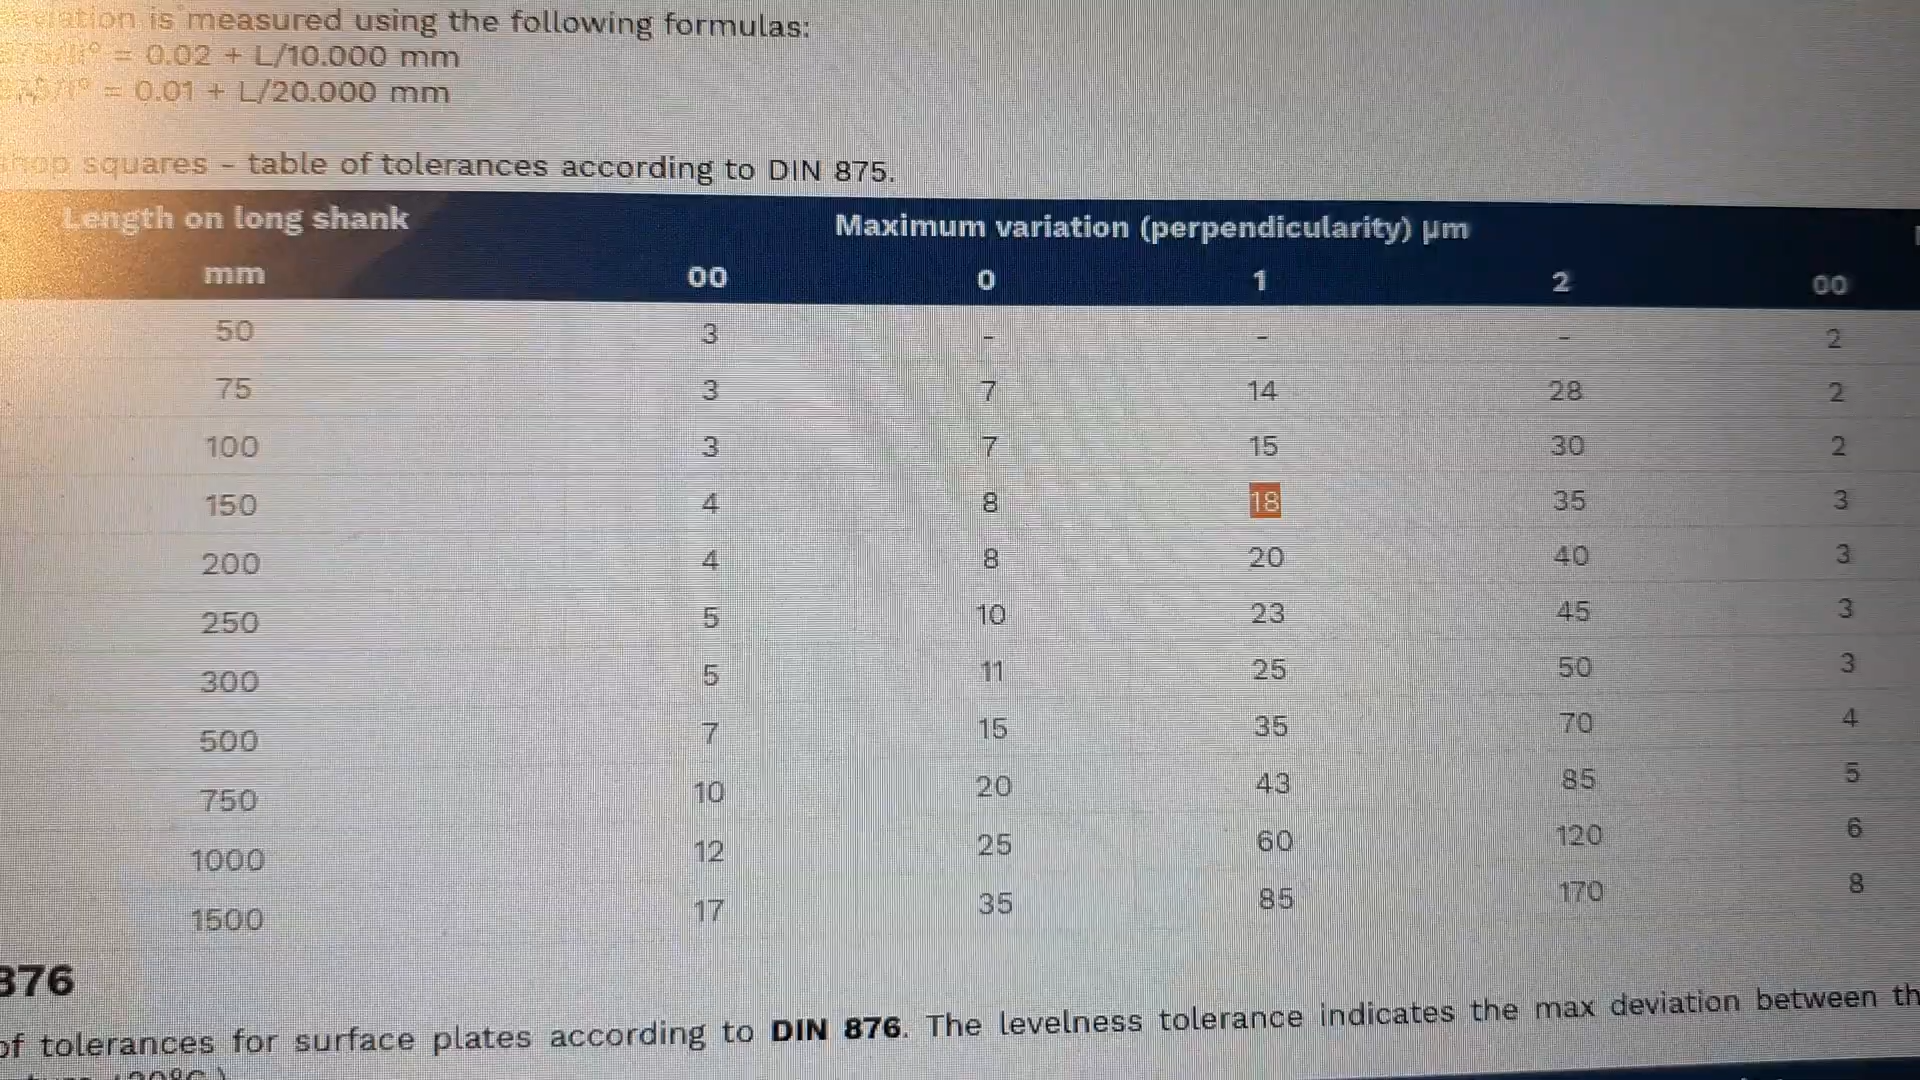 is measured using the following formulas:
= 0.02 + L/10.000 mm
= 0.01 + L/20.000 mm
squares - table of tolerances according to DIN 875.
Length on long shank Maximum variation (perpendicularity) μm
mm 00 0 1 2 00
50 3 - - - 2
75 3 7 14 28 2
100 3 7 15 30 2
150 4 8 18 35 3
200 4 8 20 40 3
250 5 10 23 45 3
300 5 11 25 50 3
500 7 15 35 70 4
750 10 20 43 85 5
1000 12 25 60 120 6
1500 17 35 85 170 8
876
of tolerances for surface plates according to DIN 876. The levelness tolerance indicates the max deviation between